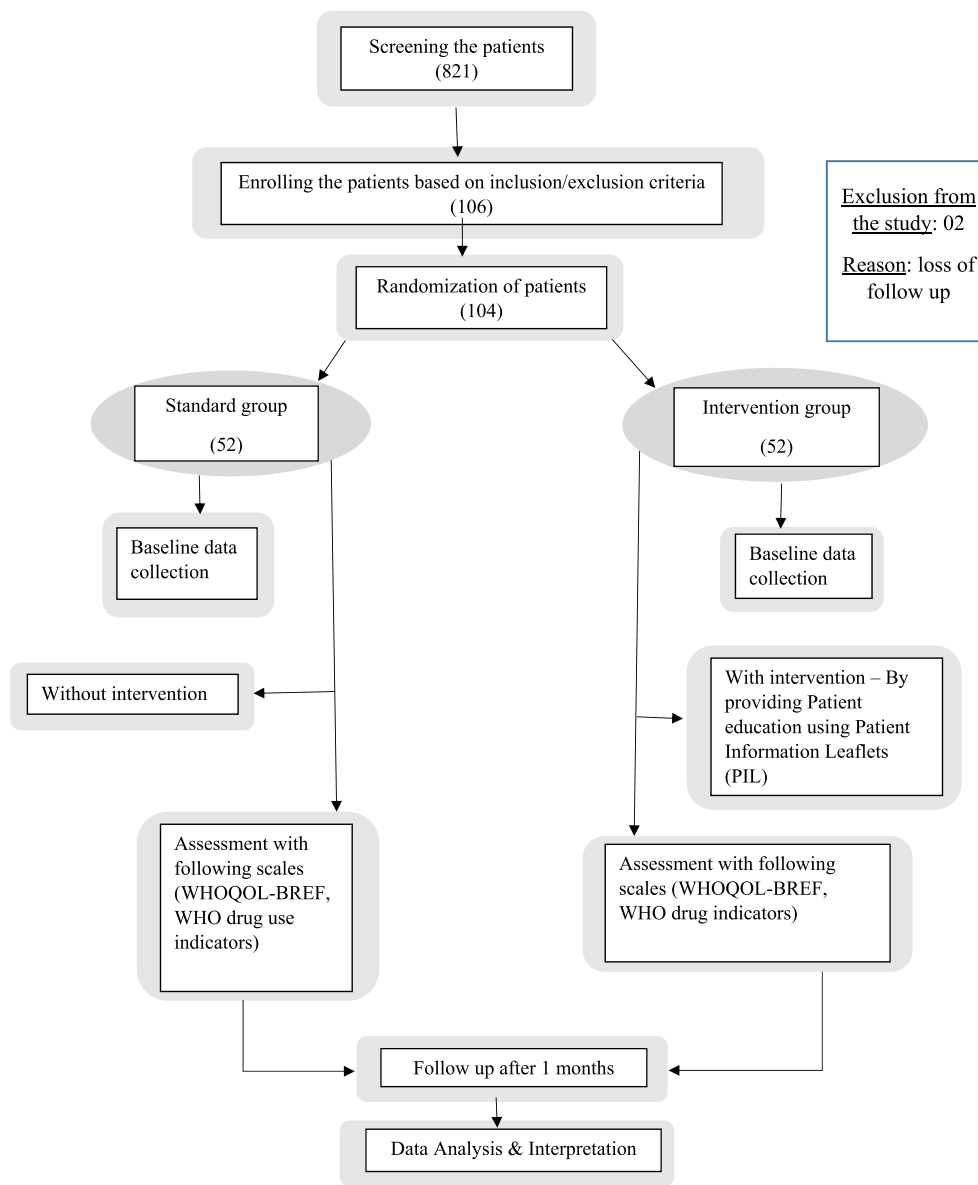 Screening the patients
(821)
Enrolling the patients based on inclusion/exclusion criteria
(106)
Exclusion from
the study: 02
Reason: loss of
follow up
Randomization of patients
(104)
Standard group
(52)
Intervention group
(52)
Baseline data
collection
Baseline data
collection
Without intervention
With intervention – By
providing Patient
education using Patient
Information Leaflets
(PIL)
Assessment with
following scales
(WHOQOL-BREF,
WHO drug use
indicators)
Assessment with following
scales (WHOQOL-BREF,
WHO drug indicators)
Follow up after 1 months
Data Analysis & Interpretation